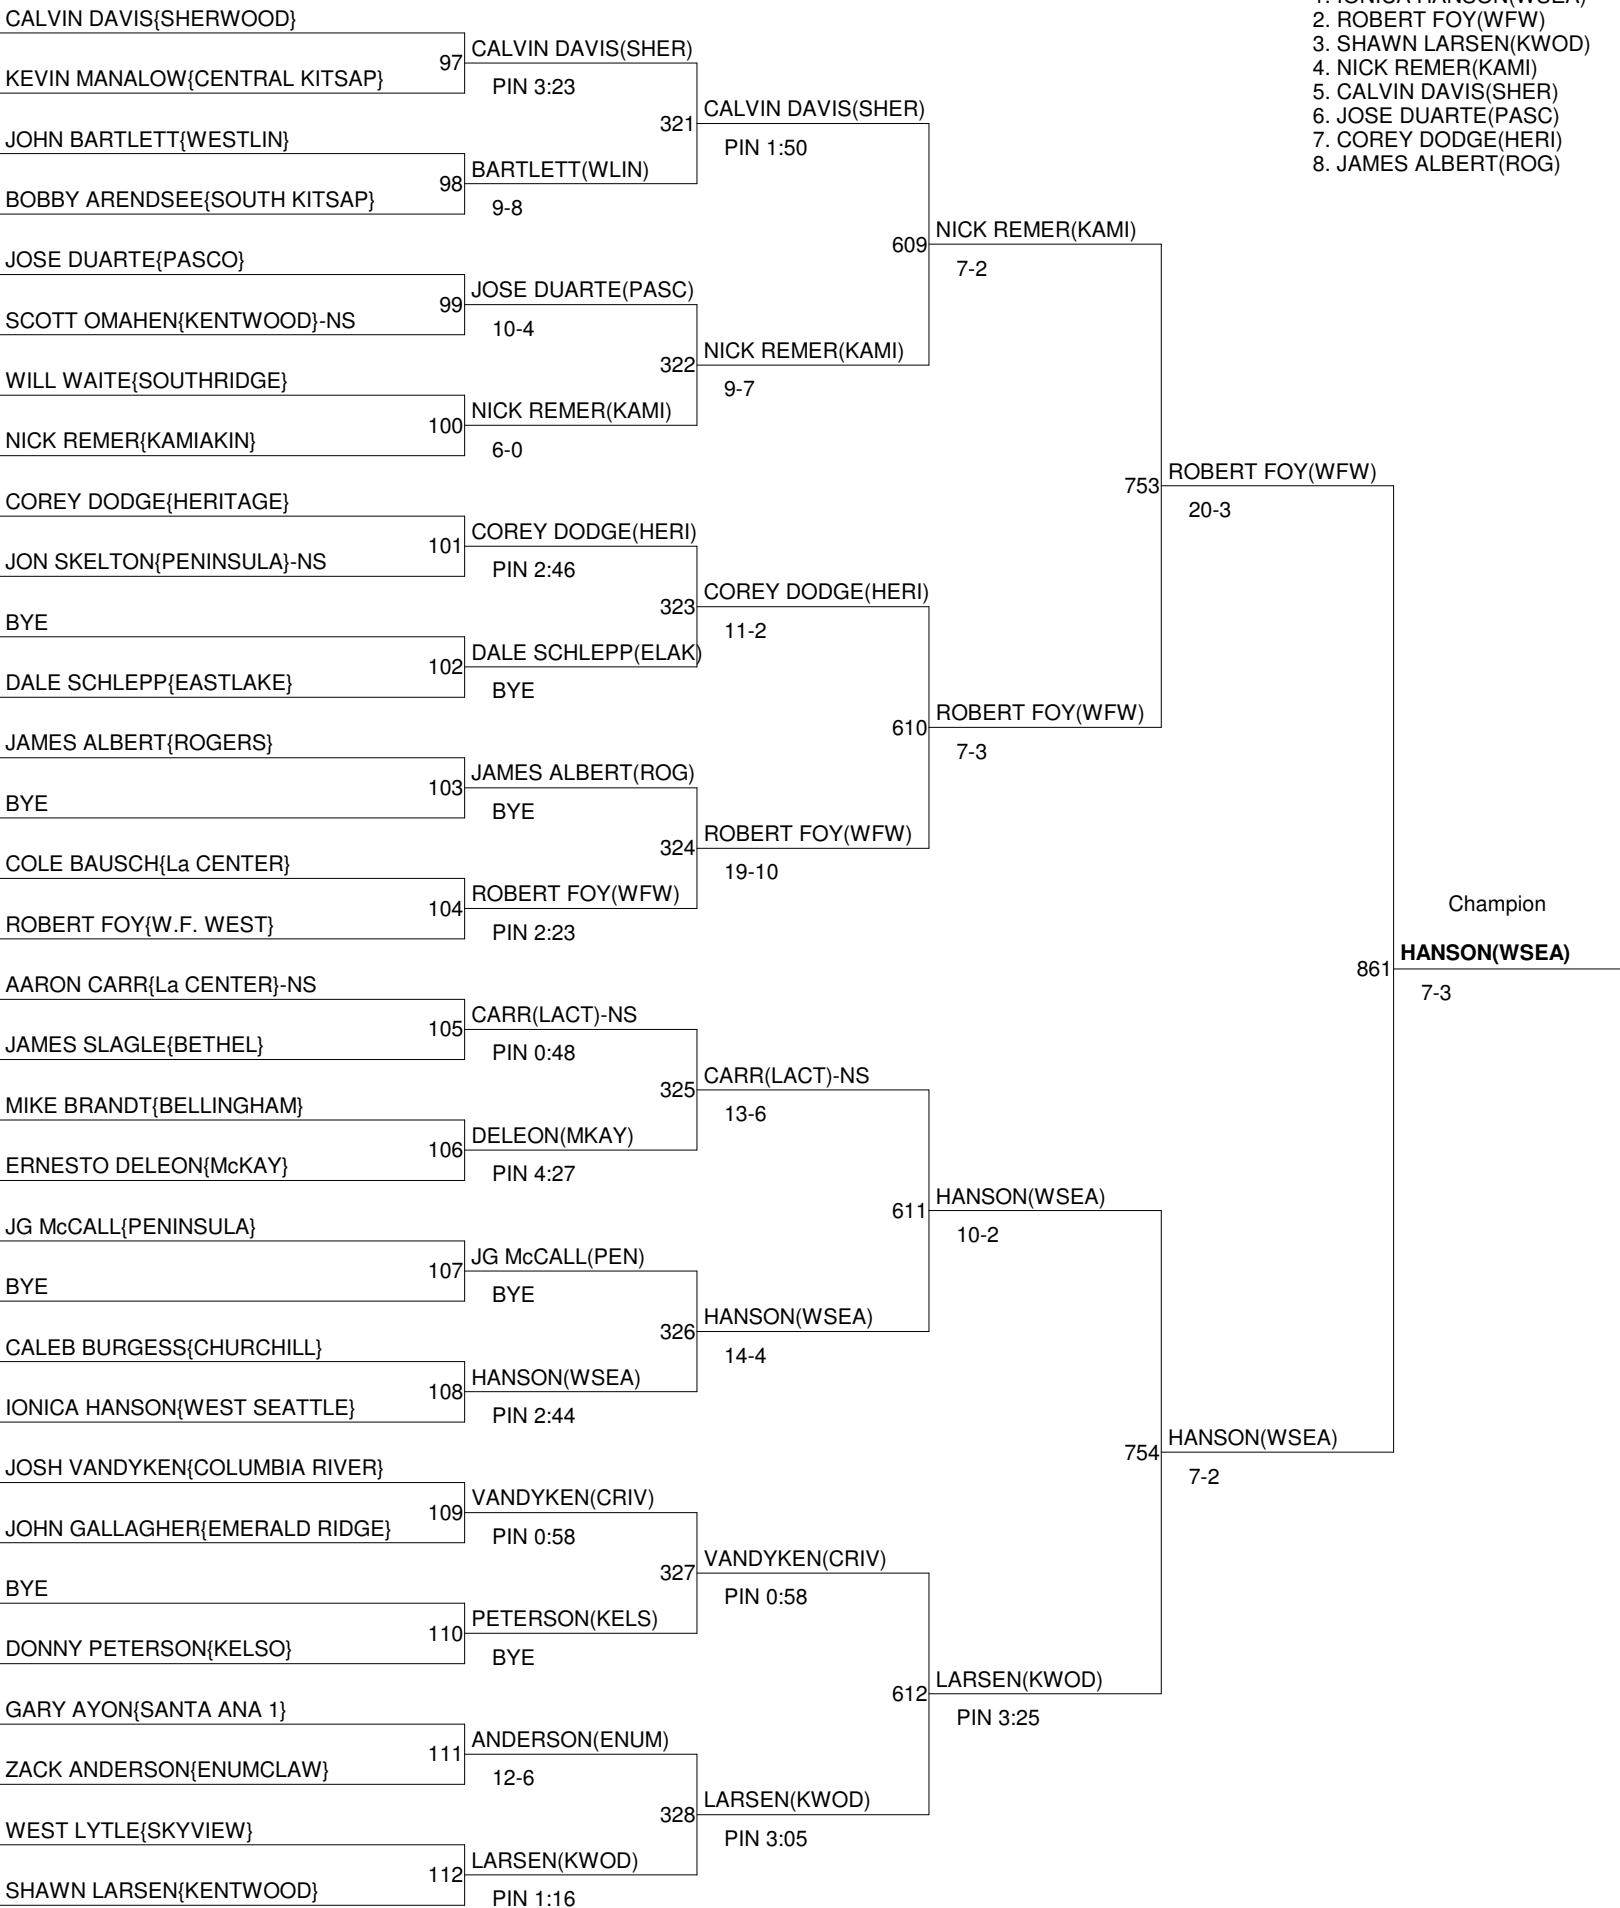 1. IONICA HANSON(WSEA)
2. ROBERT FOY(WFW)
3. SHAWN LARSEN(KWOD)
4. NICK REMER(KAMI)
5. CALVIN DAVIS(SHER)
6. JOSE DUARTE(PASC)
7. COREY DODGE(HERI)
8. JAMES ALBERT(ROG)
CALVIN DAVIS{SHERWOOD}
KEVIN MANALOW{CENTRAL KITSAP}
JOHN BARTLETT{WESTLIN}
BOBBY ARENDSEE{SOUTH KITSAP}
JOSE DUARTE{PASCO}
SCOTT OMAHEN{KENTWOOD}-NS
WILL WAITE{SOUTHRIDGE}
NICK REMER{KAMIAKIN}
COREY DODGE{HERITAGE}
JON SKELTON{PENINSULA}-NS
BYE
DALE SCHLEPP{EASTLAKE}
JAMES ALBERT{ROGERS}
BYE
COLE BAUSCH{La CENTER}
ROBERT FOY{W.F. WEST}
AARON CARR{La CENTER}-NS
JAMES SLAGLE{BETHEL}
MIKE BRANDT{BELLINGHAM}
ERNESTO DELEON{McKAY}
JG McCALL{PENINSULA}
BYE
CALEB BURGESS{CHURCHILL}
IONICA HANSON{WEST SEATTLE}
JOSH VANDYKEN{COLUMBIA RIVER}
JOHN GALLAGHER{EMERALD RIDGE}
BYE
DONNY PETERSON{KELSO}
GARY AYON{SANTA ANA 1}
ZACK ANDERSON{ENUMCLAW}
WEST LYTLE{SKYVIEW}
SHAWN LARSEN{KENTWOOD}
97 CALVIN DAVIS(SHER)
PIN 3:23
98 BARTLETT(WLIN)
9-8
99 JOSE DUARTE(PASC)
10-4
100 NICK REMER(KAMI)
6-0
101 COREY DODGE(HERI)
PIN 2:46
102 DALE SCHLEPP(ELAK)
BYE
103 JAMES ALBERT(ROG)
BYE
104 ROBERT FOY(WFW)
PIN 2:23
105 CARR(LACT)-NS
PIN 0:48
106 DELEON(MKAY)
PIN 4:27
107 JG McCALL(PEN)
BYE
108 HANSON(WSEA)
PIN 2:44
109 VANDYKEN(CRIV)
PIN 0:58
110 PETERSON(KELS)
BYE
111 ANDERSON(ENUM)
12-6
112 LARSEN(KWOD)
PIN 1:16
321 CALVIN DAVIS(SHER)
PIN 1:50
322 NICK REMER(KAMI)
9-7
323 COREY DODGE(HERI)
11-2
324 ROBERT FOY(WFW)
19-10
325 CARR(LACT)-NS
13-6
326 HANSON(WSEA)
14-4
327 VANDYKEN(CRIV)
PIN 0:58
328 LARSEN(KWOD)
PIN 3:05
609 NICK REMER(KAMI)
7-2
610 ROBERT FOY(WFW)
7-3
611 HANSON(WSEA)
10-2
612 LARSEN(KWOD)
PIN 3:25
753 ROBERT FOY(WFW)
20-3
754 HANSON(WSEA)
7-2
Champion
861 HANSON(WSEA)
7-3